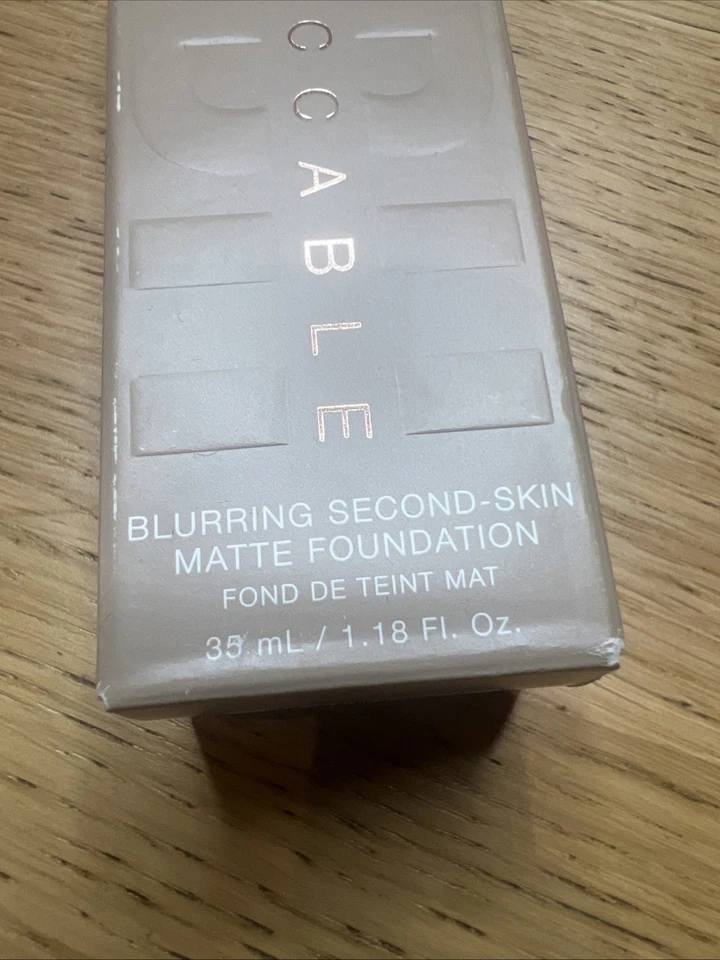 CCABLE
BLURRING SECOND-SKIN
MATTE FOUNDATION
FOND DE TEINT MAT
35 mL / 1.18 Fl. Oz.